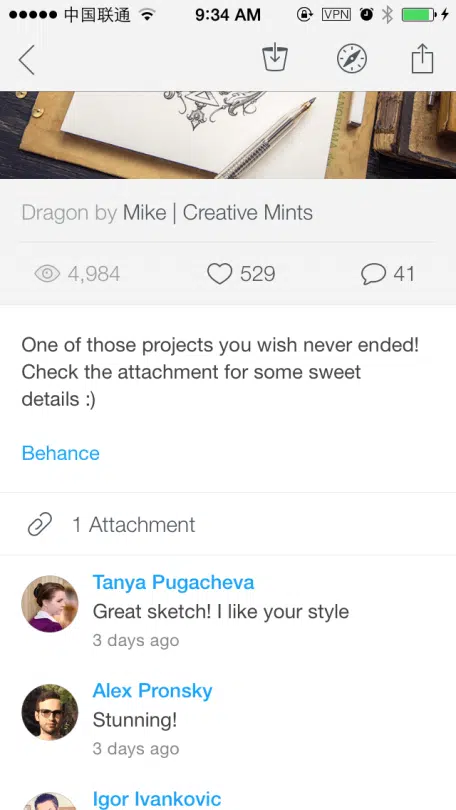 中国联通
9:34 AM
VPN
Dragon by Mike | Creative Mints
4,984
529
41
One of those projects you wish never ended!
Check the attachment for some sweet
details :)
Behance
1 Attachment
Tanya Pugacheva
Great sketch! I like your style
3 days ago
Alex Pronsky
Stunning!
3 days ago
Igor Ivankovic